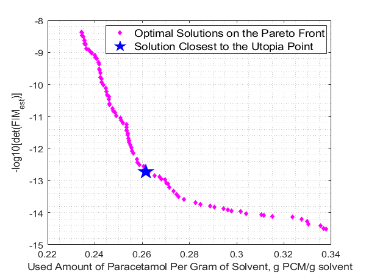 -8
-9
-10
-11
-12
-13
-14
-15
-log10[det(FIM_est)]
Optimal Solutions on the Pareto Front
Solution Closest to the Utopia Point
0.22 0.24 0.26 0.28 0.3 0.32 0.34
Used Amount of Paracetamol Per Gram of Solvent, g PCM/g solvent